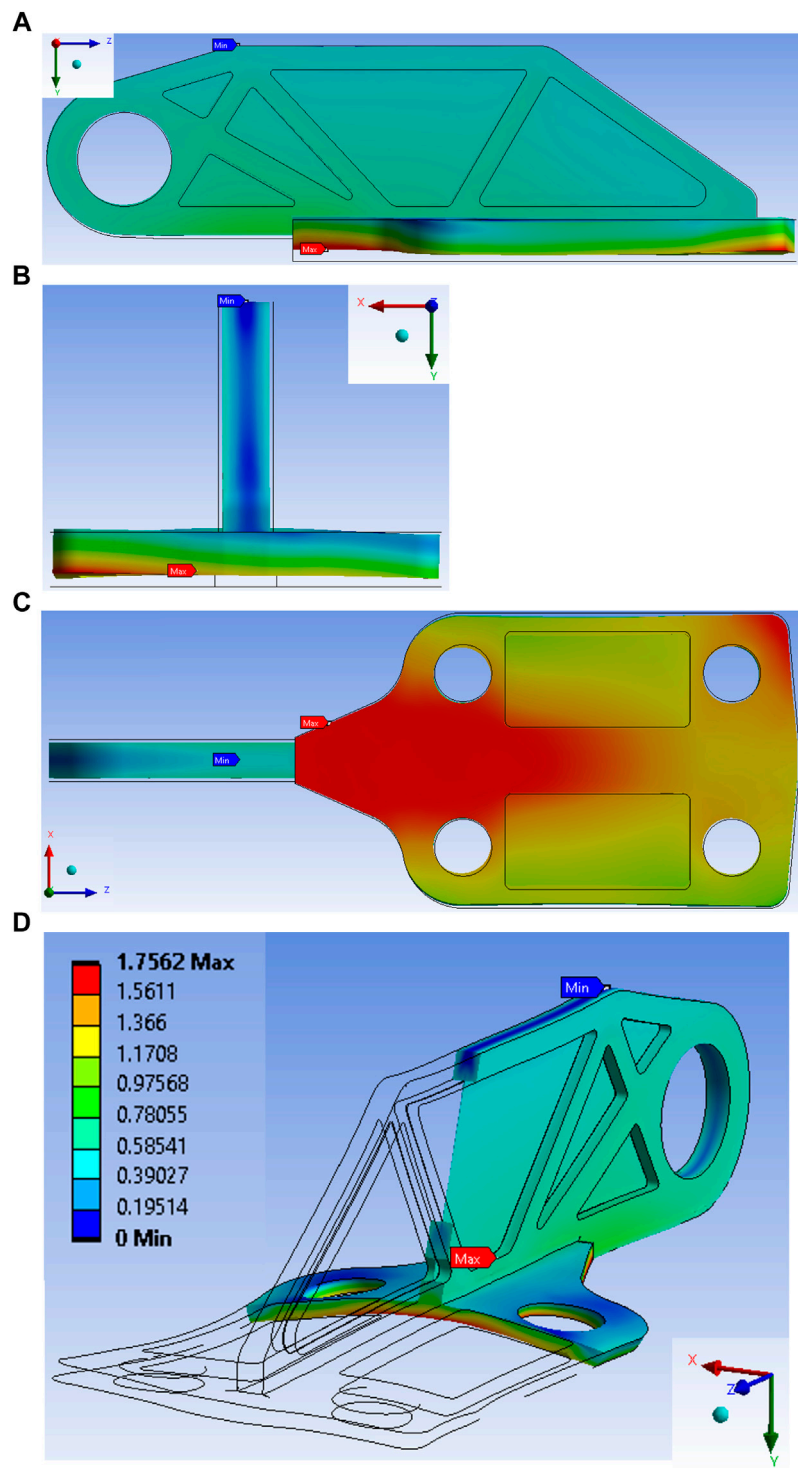 A
Z
Y
Min
Max
B
Min
X
Z
Y
Max
C
Max
Min
X
Z
D
1.7562 Max
1.5611
1.366
1.1708
0.97568
0.78055
0.58541
0.39027
0.19514
0 Min
Min
Max
X
Z
Y